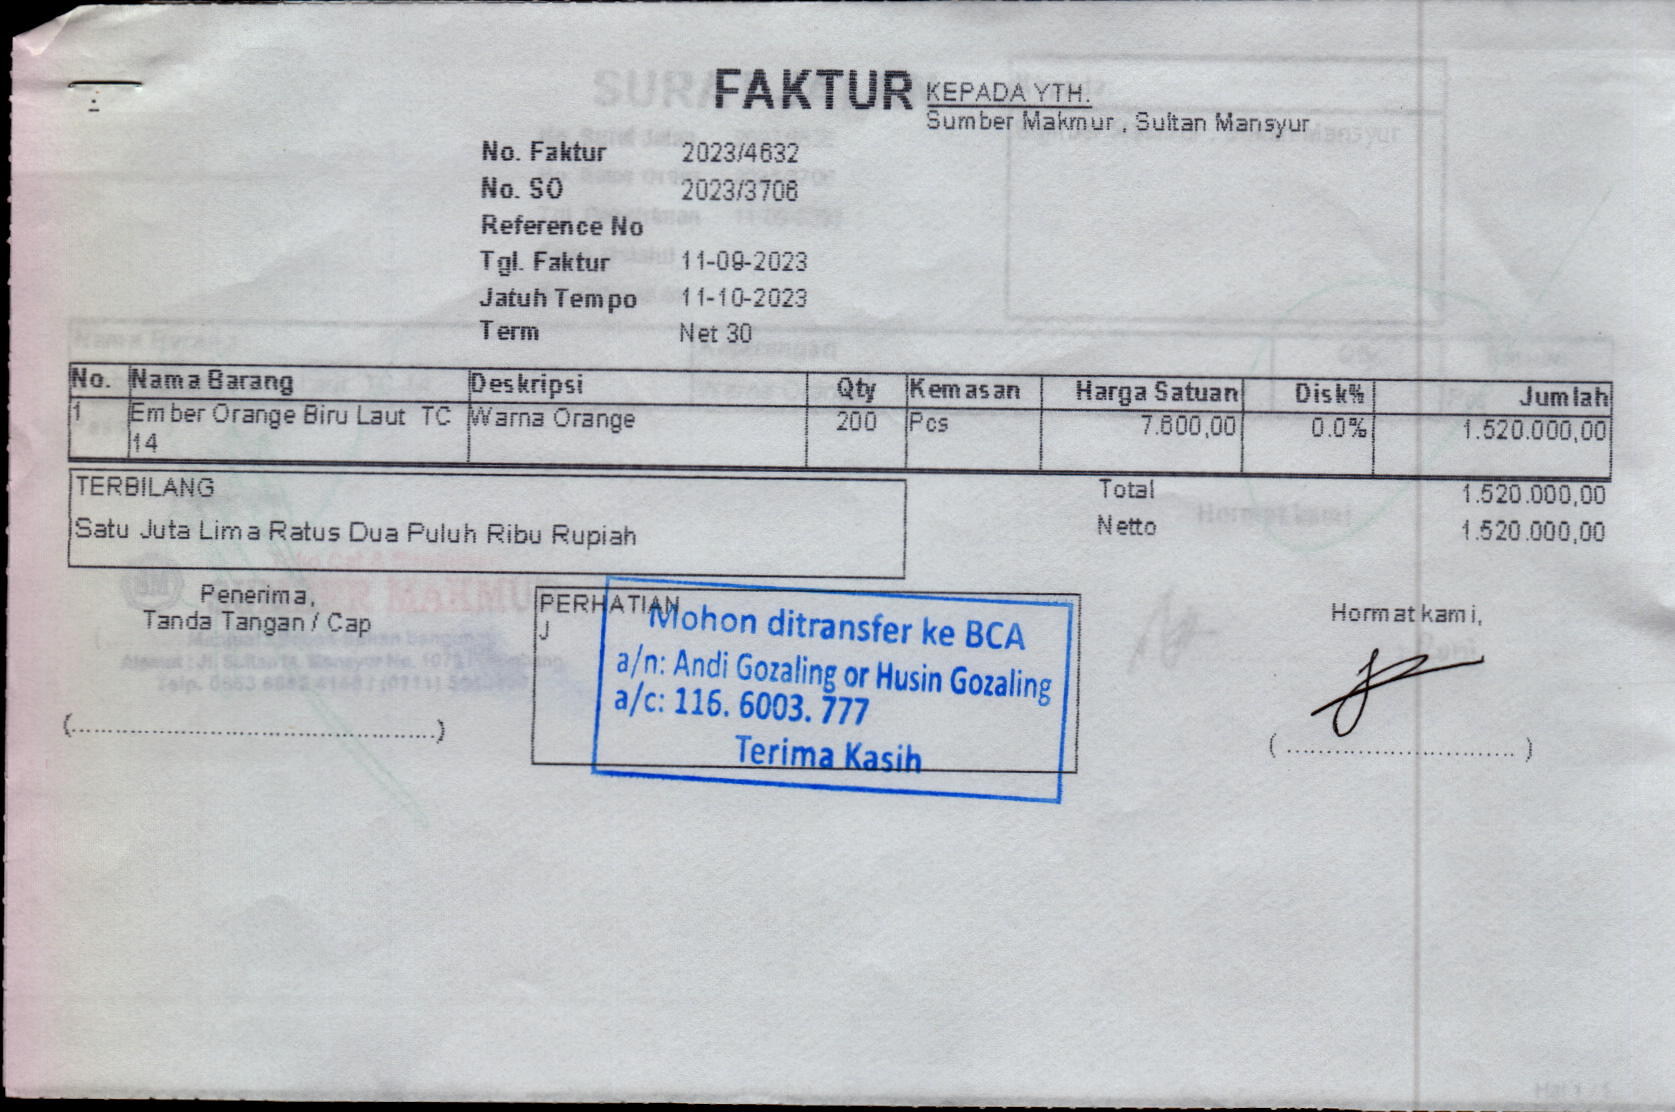 FAKTUR
KEPADA YTH.
Sumber Makmur , Sultan Mansyur
No. Faktur 2023/4632
No. SO 2023/3706
Reference No
Tgl. Faktur 11-09-2023
Jatuh Tempo 11-10-2023
Term Net 30
No. Nama Barang Deskripsi Qty Kemasan Harga Satuan Disk% Jumlah
1 Ember Orange Biru Laut TC Warna Orange 200 Pcs 7.600,00 0.0% 1.520.000,00
14
TERBILANG
Satu Juta Lima Ratus Dua Puluh Ribu Rupiah
Total 1.520.000,00
Netto 1.520.000,00
Penerima,
Tanda Tangan / Cap
(................................................)
PERHATIAN
J
Mohon ditransfer ke BCA
a/n: Andi Gozaling or Husin Gozaling
a/c: 116. 6003. 777
Terima Kasih
Hormat kami,
( .............................. )